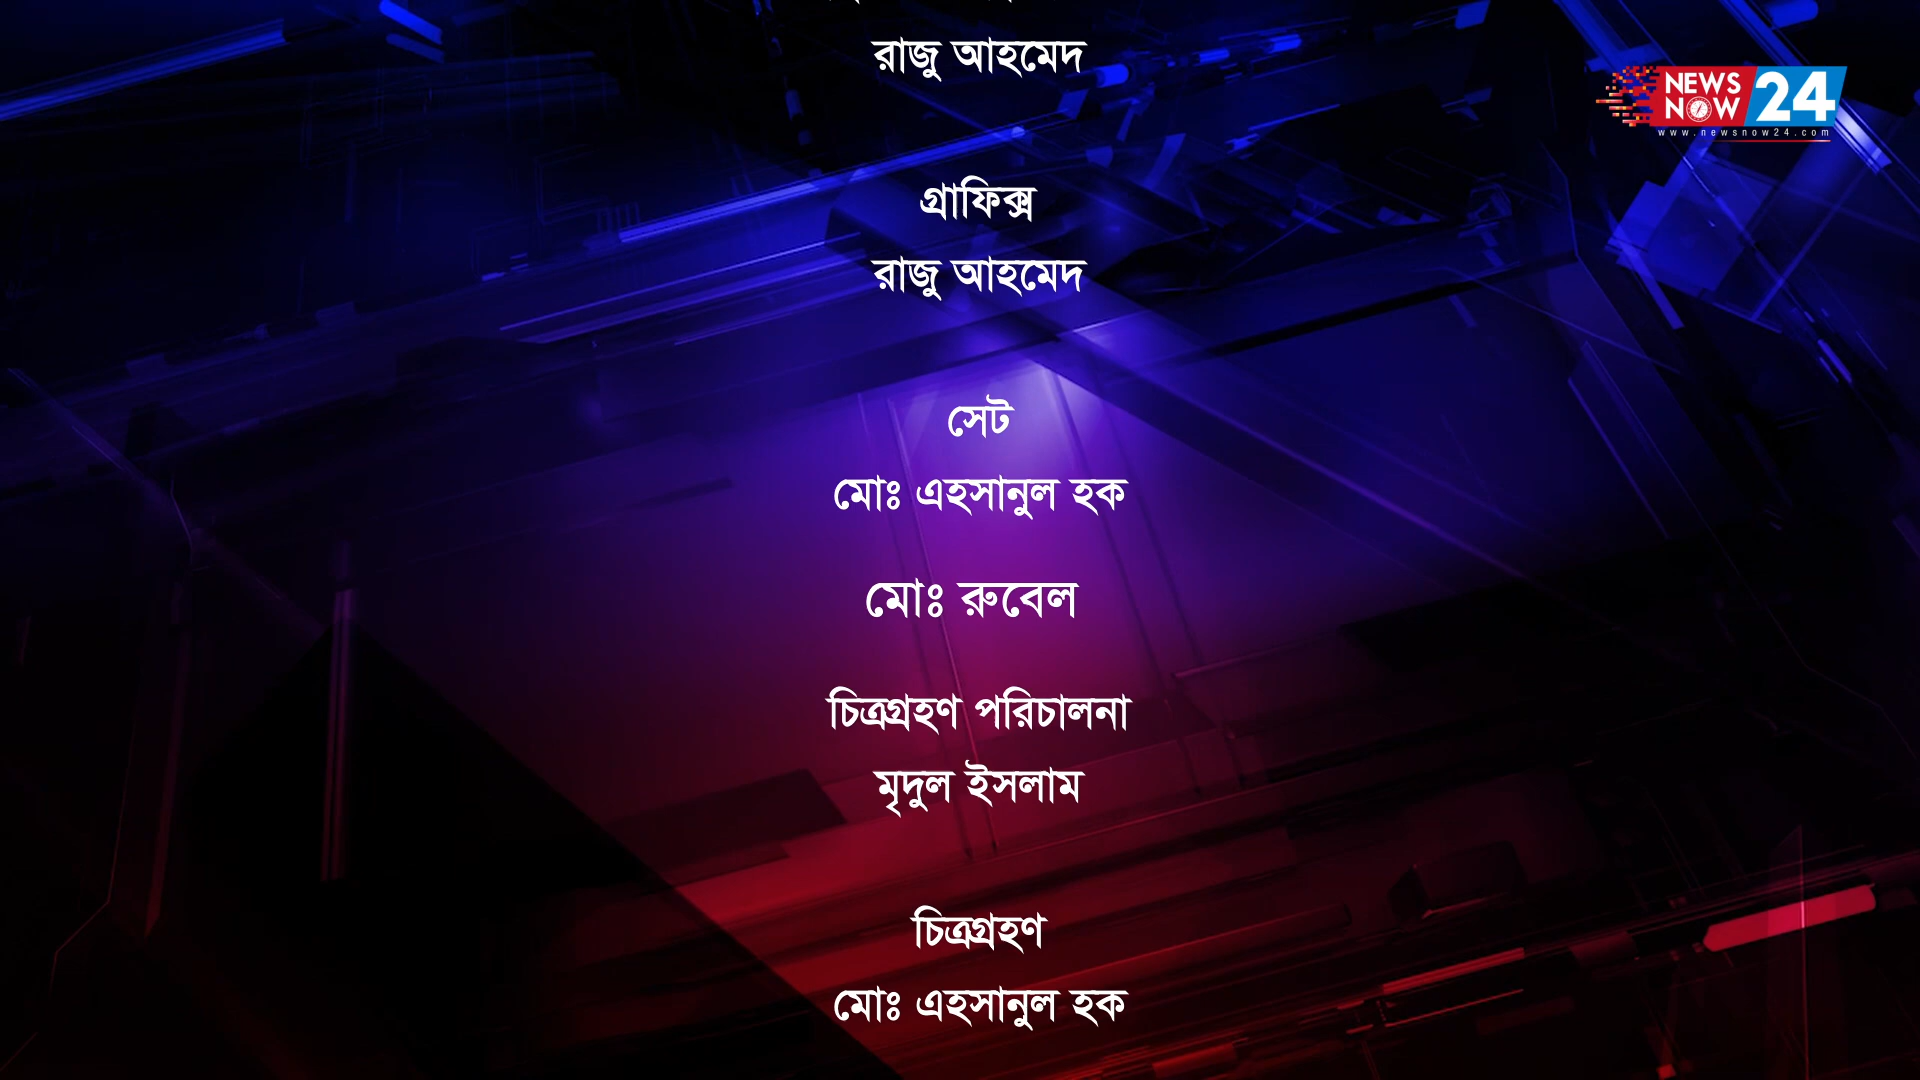 রাজু আহমেদ
NEWS
NOW 24
www.newsnow24.com
গ্রাফিক্স
রাজু আহমেদ
সেট
মোঃ এহসানুল হক
মোঃ রুবেল
চিত্রগ্রহণ পরিচালনা
মৃদুল ইসলাম
চিত্রগ্রহণ
মোঃ এহসানুল হক